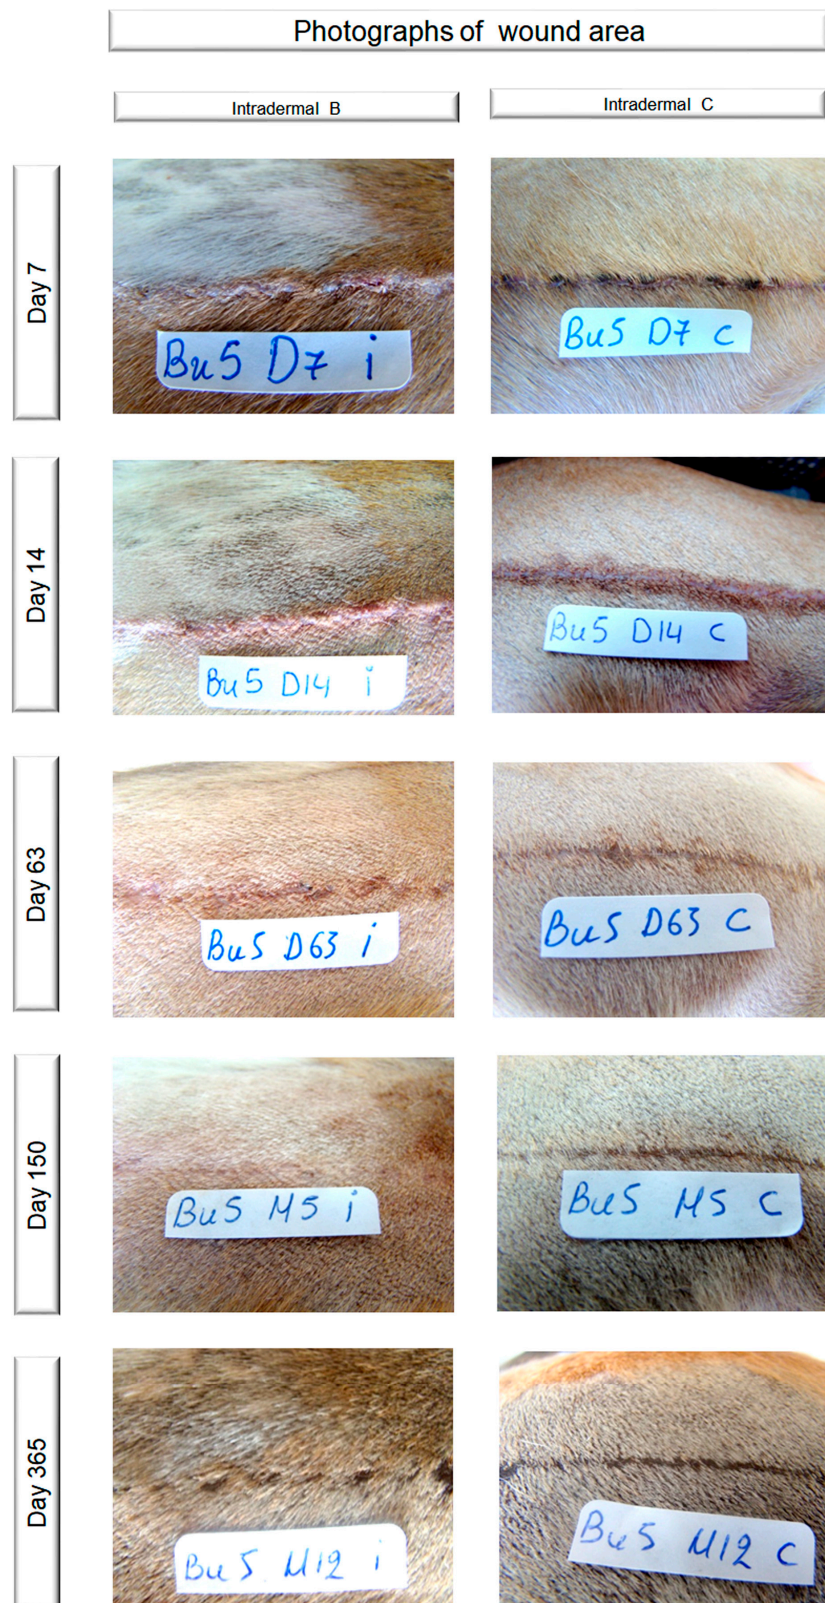 Photographs of wound area
Intradermal B
Intradermal C
Day 7
Bu5 D7 i
Bu5 D7 c
Day 14
Bu5 D14 i
Bu5 D14 c
Day 63
Bu5 D63 i
Bu5 D63 c
Day 150
Bu5 M5 i
Bu5 M5 c
Day 365
Bu5 M12 i
Bu5 M12 c